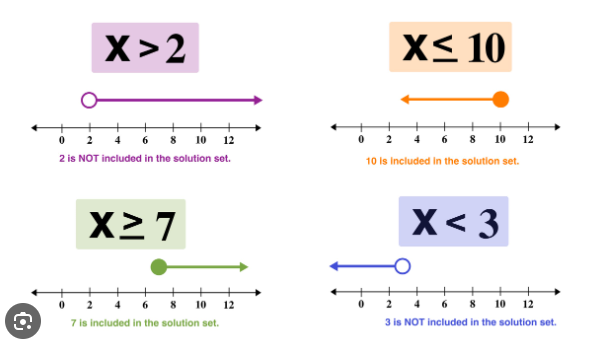 x > 2
x ≤ 10
0 2 4 6 8 10 12
0 2 4 6 8 10 12
2 is NOT included in the solution set.
10 is included in the solution set.
x ≥ 7
x < 3
0 2 4 6 8 10 12
0 2 4 6 8 10 12
7 is included in the solution set.
3 is NOT included in the solution set.